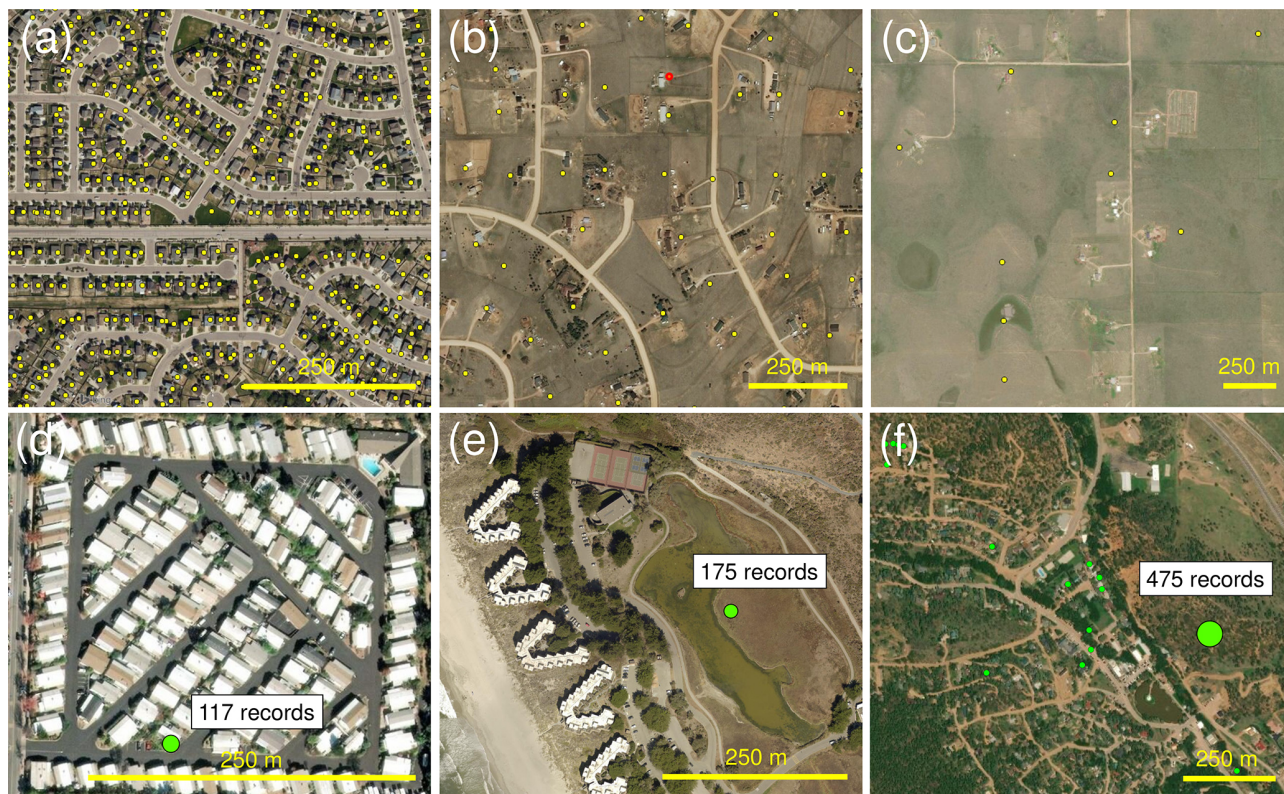 (a)
(b)
(c)
250 m
250 m
250 m
(d)
(e)
(f)
117 records
175 records
475 records
250 m
250 m
250 m